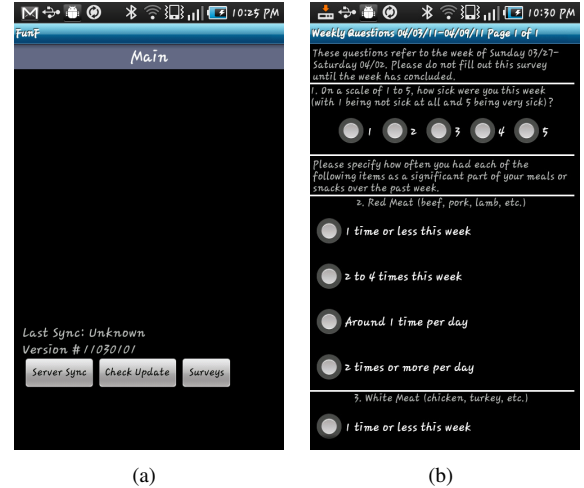 10:25 PM
FunF
Main
Last Sync: Unknown
Version # 11030101
Server Sync
Check Update
Surveys
(a)
10:30 PM
Weekly Questions 04/03/11-04/09/11 Page 1 of 1
These questions refer to the week of Sunday 03/27-
Saturday 04/02. Please do not fill out this survey
until the week has concluded.
1. On a scale of 1 to 5, how sick were you this week
(with 1 being not sick at all and 5 being very sick)?
1 2 3 4 5
Please specify how often you had each of the
following items as a significant part of your meals or
snacks over the past week.
2. Red Meat (beef, pork, lamb, etc.)
1 time or less this week
2 to 4 times this week
Around 1 time per day
2 times or more per day
3. White Meat (chicken, turkey, etc.)
1 time or less this week
(b)